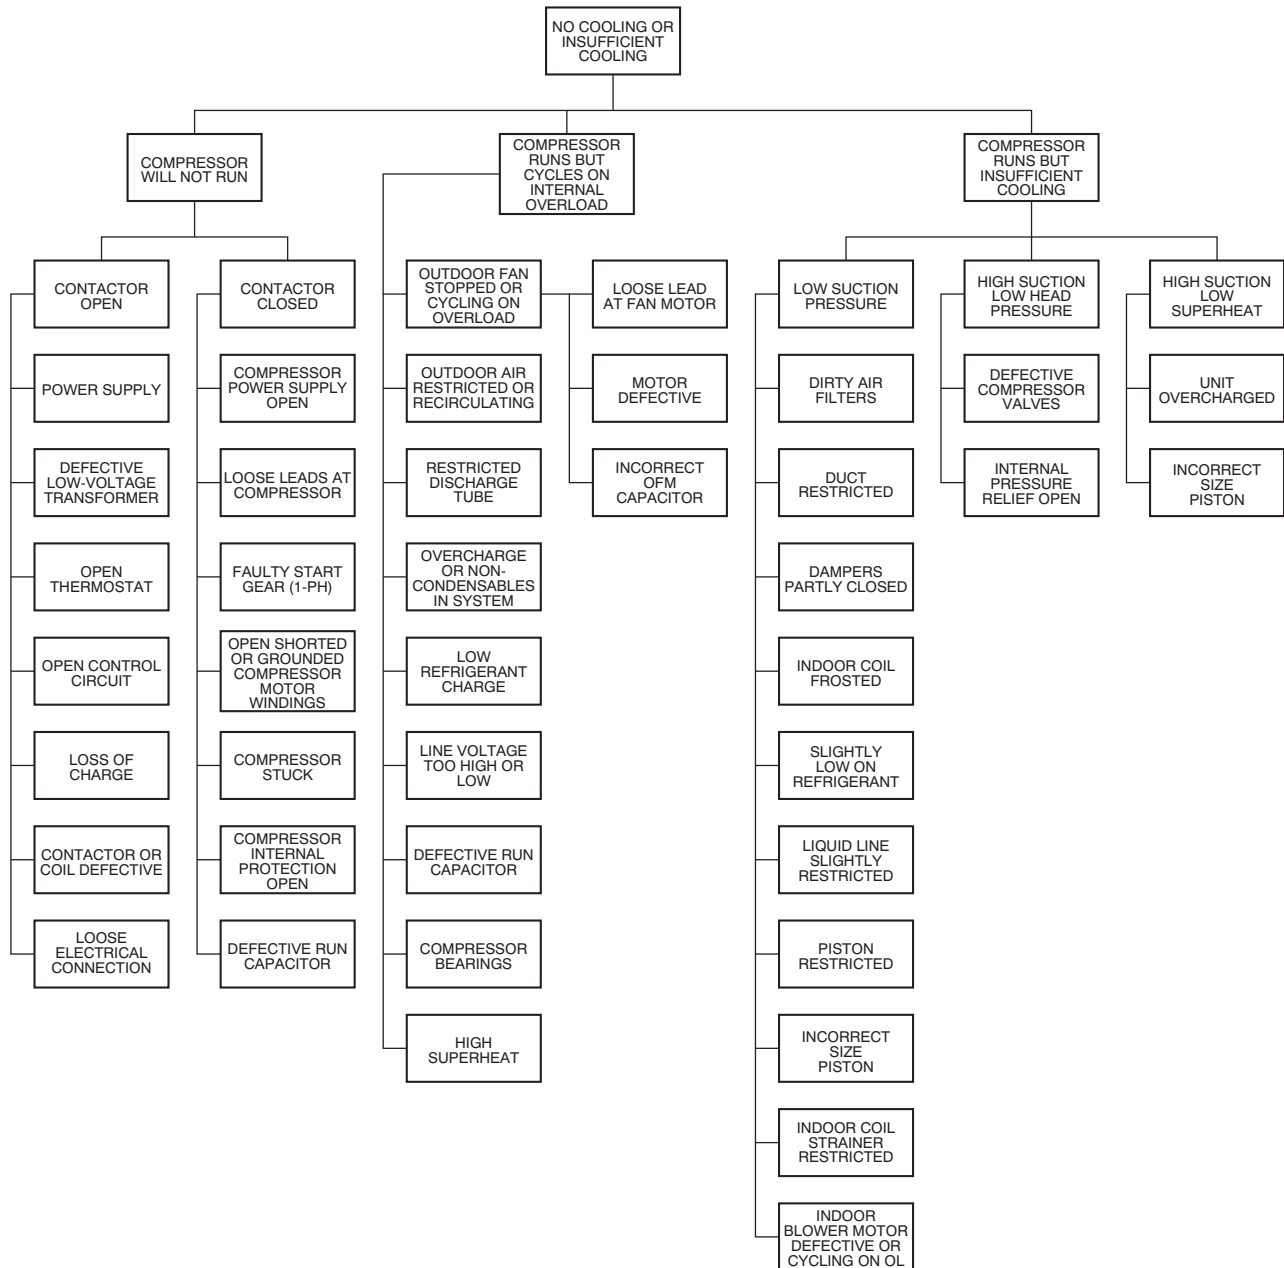 NO COOLING OR
INSUFFICIENT
COOLING
COMPRESSOR
WILL NOT RUN
COMPRESSOR
RUNS BUT
CYCLES ON
INTERNAL
OVERLOAD
COMPRESSOR
RUNS BUT
INSUFFICIENT
COOLING
CONTACTOR
OPEN
POWER SUPPLY
DEFECTIVE
LOW-VOLTAGE
TRANSFORMER
OPEN
THERMOSTAT
OPEN CONTROL
CIRCUIT
LOSS OF
CHARGE
CONTACTOR OR
COIL DEFECTIVE
LOOSE
ELECTRICAL
CONNECTION
CONTACTOR
CLOSED
COMPRESSOR
POWER SUPPLY
OPEN
LOOSE LEADS AT
COMPRESSOR
FAULTY START
GEAR (1-PH)
OPEN SHORTED
OR GROUNDED
COMPRESSOR
MOTOR
WINDINGS
COMPRESSOR
STUCK
COMPRESSOR
INTERNAL
PROTECTION
OPEN
DEFECTIVE RUN
CAPACITOR
OUTDOOR FAN
STOPPED OR
CYCLING ON
OVERLOAD
OUTDOOR AIR
RESTRICTED OR
RECIRCULATING
RESTRICTED
DISCHARGE
TUBE
OVERCHARGE
OR NON-
CONDENSABLES
IN SYSTEM
LOW
REFRIGERANT
CHARGE
LINE VOLTAGE
TOO HIGH OR
LOW
DEFECTIVE RUN
CAPACITOR
COMPRESSOR
BEARINGS
HIGH
SUPERHEAT
LOOSE LEAD
AT FAN MOTOR
MOTOR
DEFECTIVE
INCORRECT
OFM
CAPACITOR
LOW SUCTION
PRESSURE
DIRTY AIR
FILTERS
DUCT
RESTRICTED
DAMPERS
PARTLY CLOSED
INDOOR COIL
FROSTED
SLIGHTLY
LOW ON
REFRIGERANT
LIQUID LINE
SLIGHTLY
RESTRICTED
PISTON
RESTRICTED
INCORRECT
SIZE
PISTON
INDOOR COIL
STRAINER
RESTRICTED
INDOOR
BLOWER MOTOR
DEFECTIVE OR
CYCLING ON OL
HIGH SUCTION
LOW HEAD
PRESSURE
DEFECTIVE
COMPRESSOR
VALVES
INTERNAL
PRESSURE
RELIEF OPEN
HIGH SUCTION
LOW
SUPERHEAT
UNIT
OVERCHARGED
INCORRECT
SIZE
PISTON